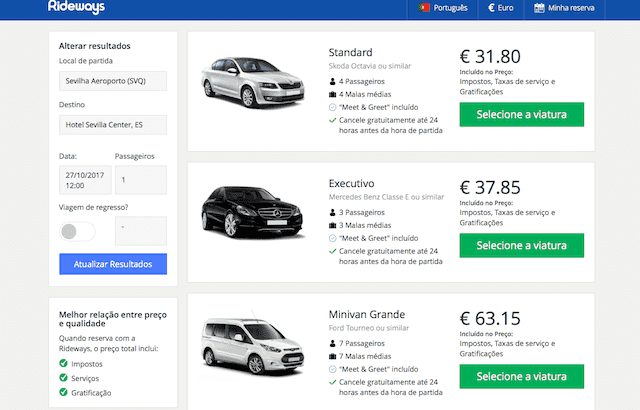 Rideways
Português
€ Euro
Minha reserva
Alterar resultados
Local de partida
Sevilha Aeroporto (SVQ)
Destino
Hotel Sevilla Center, ES
Data:
Passageiros
27/10/2017
12:00
1
Viagem de regresso?
-
Atualizar Resultados
Melhor relação entre preço
e qualidade
Quando reserva com a
Rideways, o preço total inclui:
Impostos
Serviços
Gratificação
Standard
Skoda Octavia ou similar
4 Passageiros
4 Malas médias
"Meet & Greet" incluído
Cancele gratuitamente até 24
horas antes da hora de partida
€ 31.80
Incluído no Preço:
Impostos, Taxas de serviço e
Gratificações
Selecione a viatura
Executivo
Mercedes Benz Classe E ou similar
3 Passageiros
3 Malas médias
"Meet & Greet" incluído
Cancele gratuitamente até 24
horas antes da hora de partida
€ 37.85
Incluído no Preço:
Impostos, Taxas de serviço e
Gratificações
Selecione a viatura
Minivan Grande
Ford Tourneo ou similar
7 Passageiros
7 Malas médias
"Meet & Greet" incluído
Cancele gratuitamente até 24
horas antes da hora de partida
€ 63.15
Incluído no Preço:
Impostos, Taxas de serviço e
Gratificações
Selecione a viatura